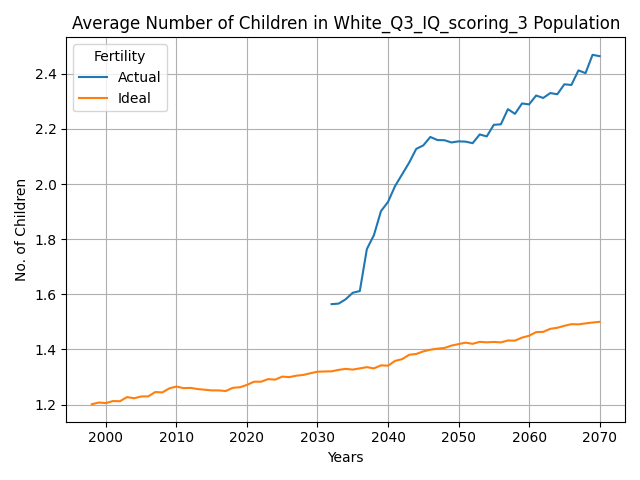 Average Number of Children in White_Q3_IQ_scoring_3 Population
Fertility
Actual
Ideal
No. of Children
2.4
2.2
2.0
1.8
1.6
1.4
1.2
2000 2010 2020 2030 2040 2050 2060 2070
Years